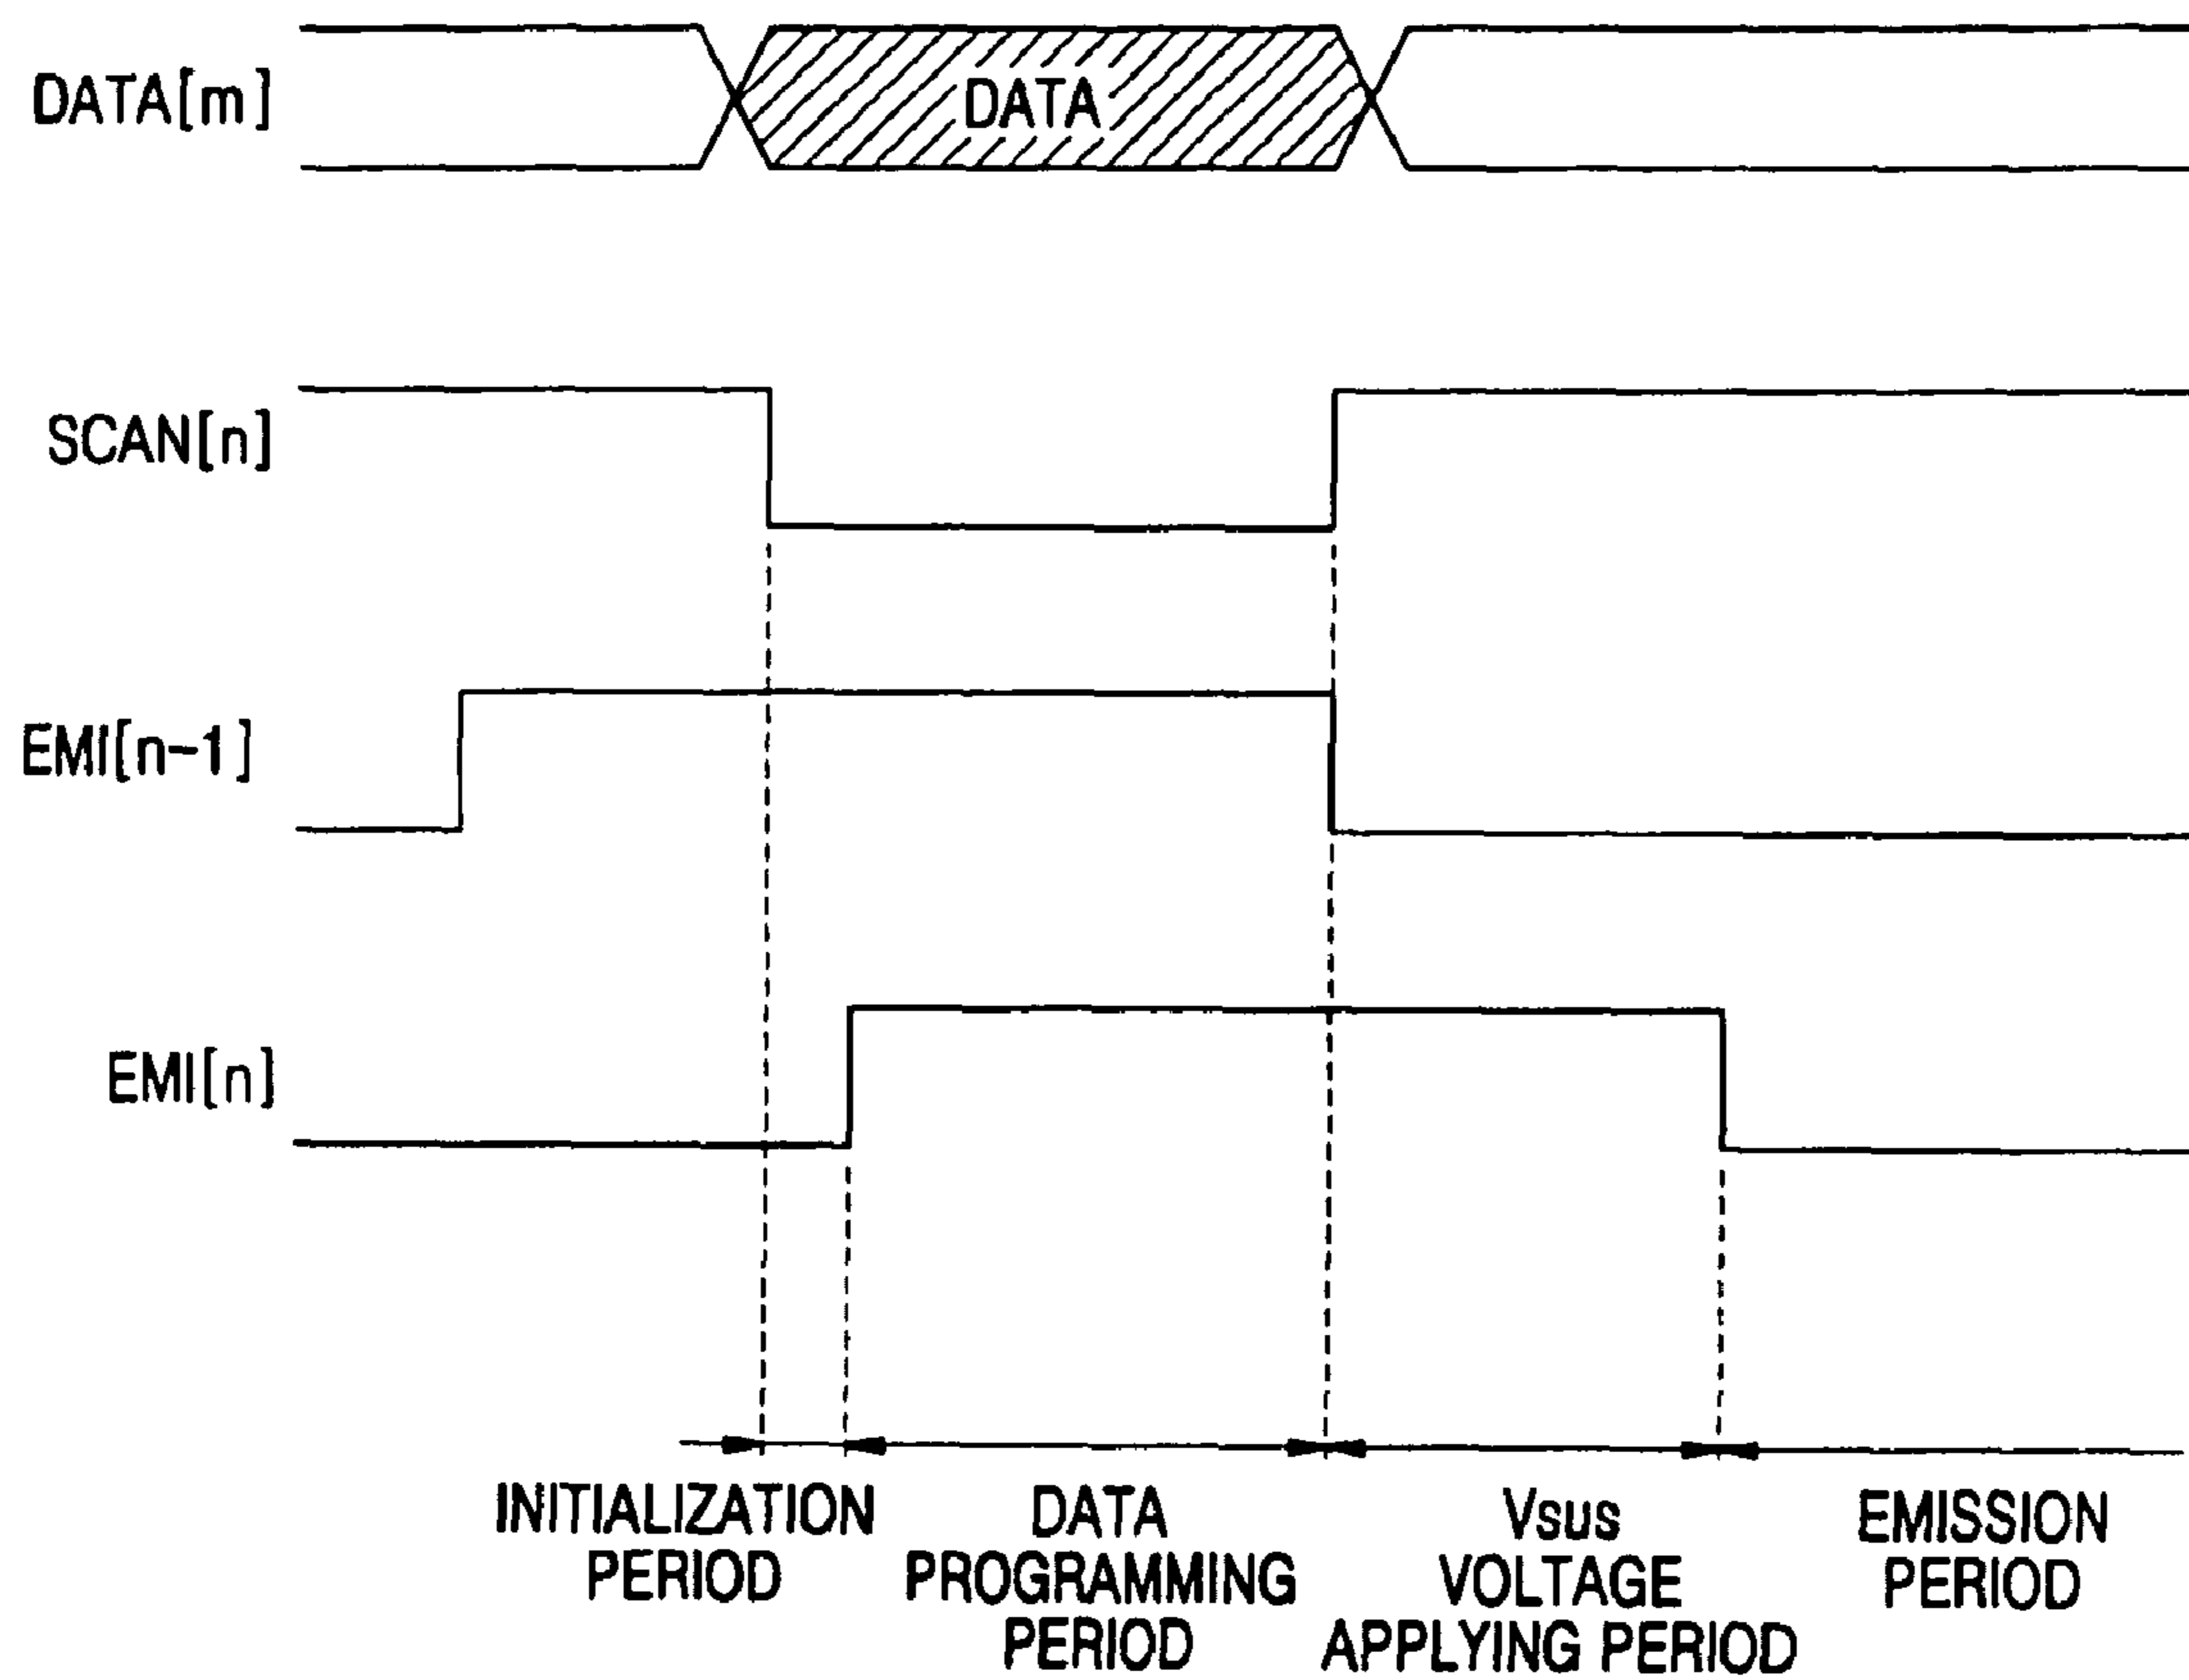 DATA[m]
DATA
SCAN[n]
EMI[n-1]
EMI[n]
INITIALIZATION
PERIOD
DATA
PROGRAMMING
PERIOD
Vsus
VOLTAGE
APPLYING PERIOD
EMISSION
PERIOD